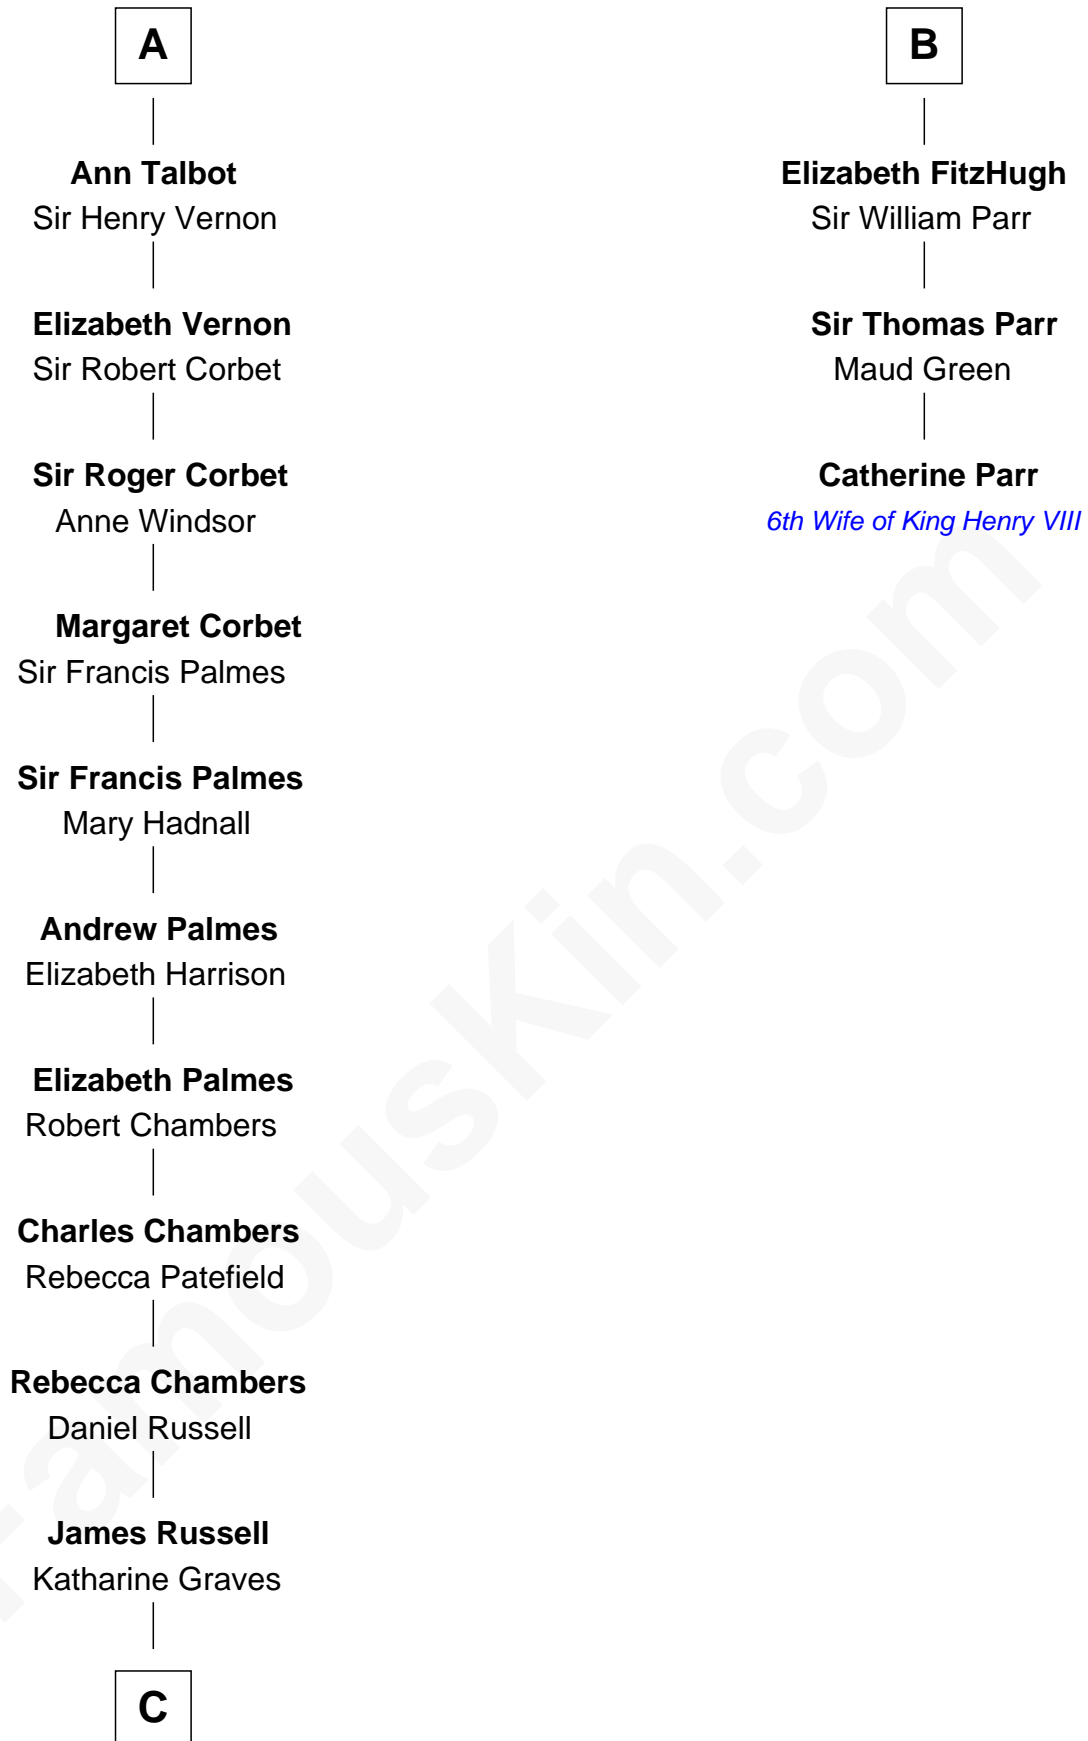 A
Ann Talbot
Sir Henry Vernon
Elizabeth Vernon
Sir Robert Corbet
Sir Roger Corbet
Anne Windsor
Margaret Corbet
Sir Francis Palmes
Sir Francis Palmes
Mary Hadnall
Andrew Palmes
Elizabeth Harrison
Elizabeth Palmes
Robert Chambers
Charles Chambers
Rebecca Patefield
Rebecca Chambers
Daniel Russell
James Russell
Katharine Graves
C
B
Elizabeth FitzHugh
Sir William Parr
Sir Thomas Parr
Maud Green
Catherine Parr
6th Wife of King Henry VIII
FamousKin.com